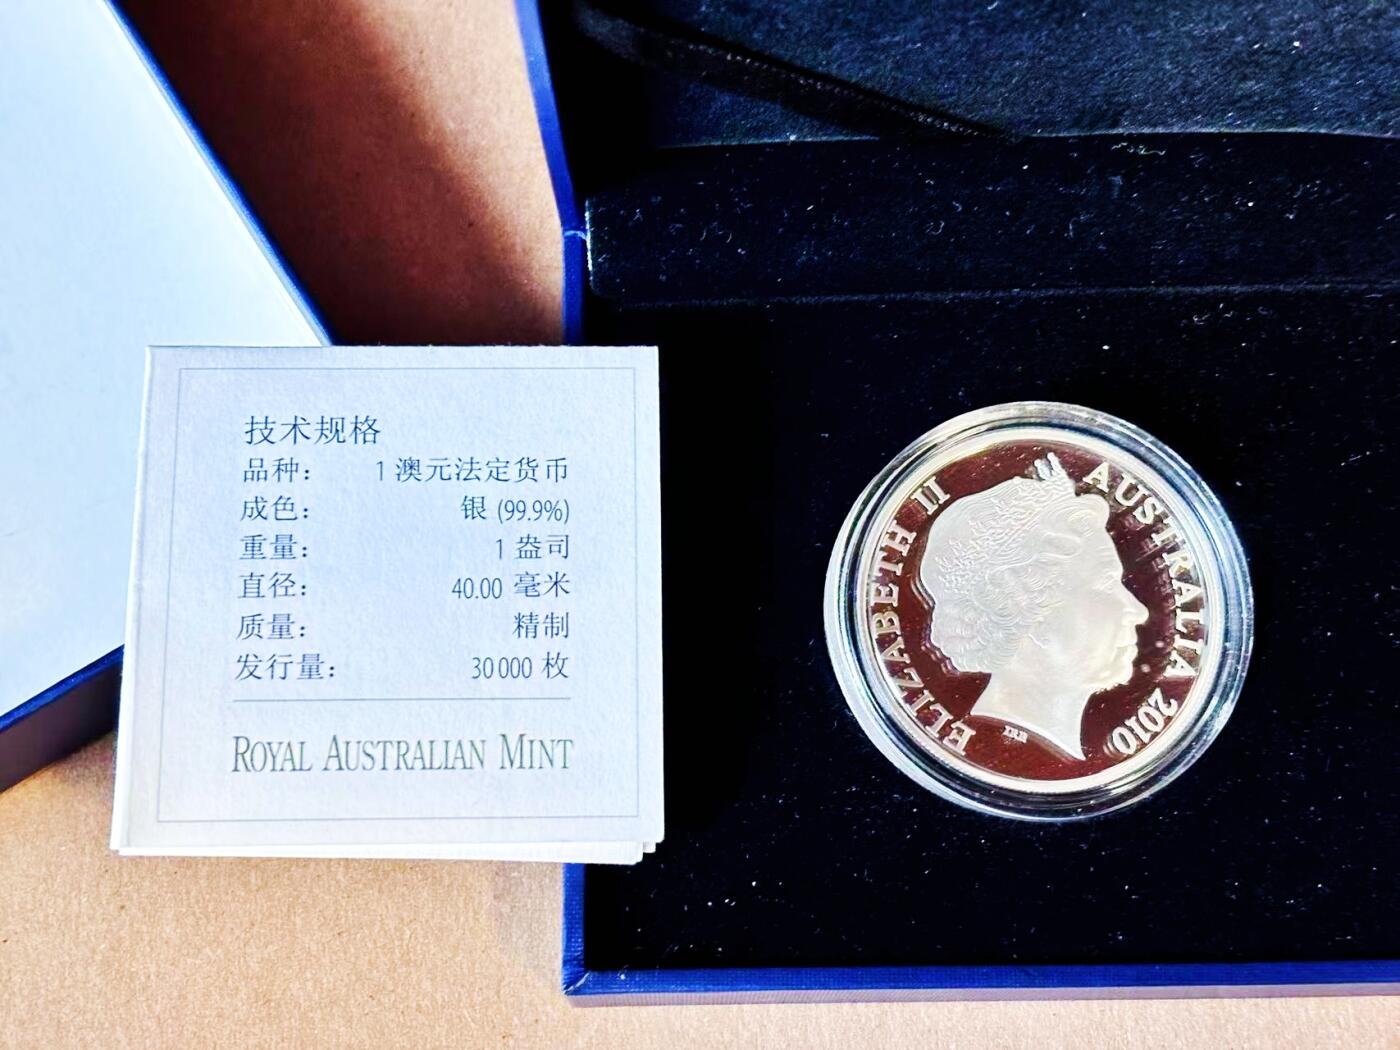 技术规格
品种： 1 澳元法定货币
成色： 银 (99.9%)
重量： 1 盎司
直径： 40.00 毫米
质量： 精制
发行量： 30 000 枚
ROYAL AUSTRALIAN MINT
ELIZABETH II AUSTRALIA 2010
IRB